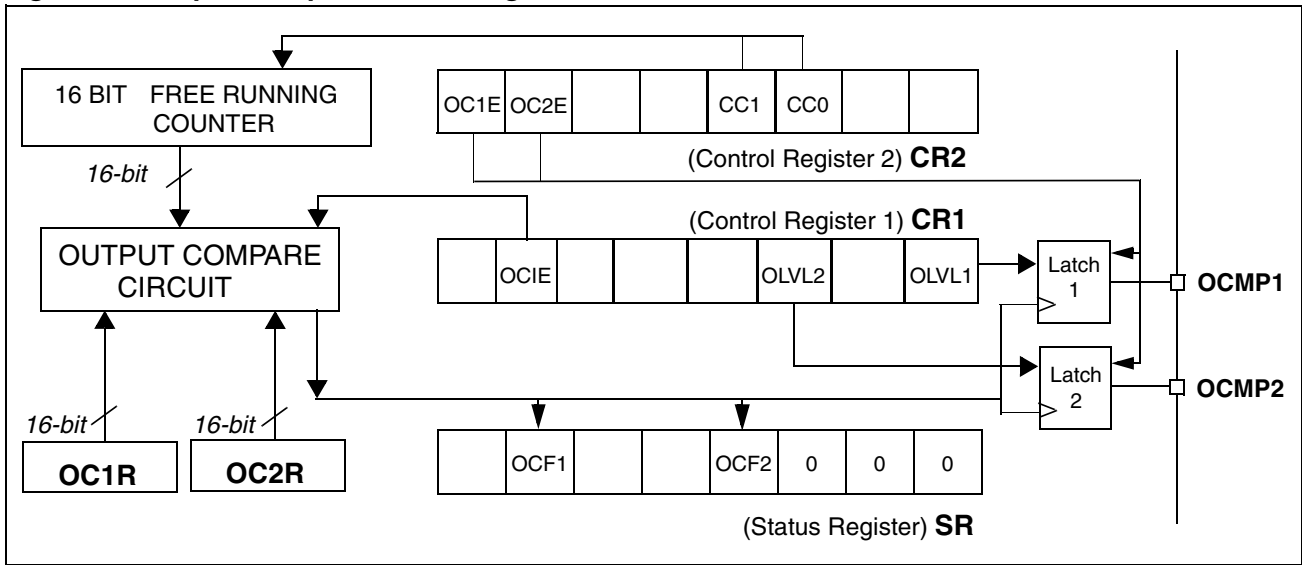 16 BIT FREE RUNNING
COUNTER
OC1E OC2E CC1 CC0
(Control Register 2) CR2
16-bit
(Control Register 1) CR1
OUTPUT COMPARE
CIRCUIT
OCIE OLVL2 OLVL1
Latch
1
OCMP1
Latch
2
OCMP2
16-bit
16-bit
OC1R
OC2R
OCF1 OCF2 0 0 0
(Status Register) SR